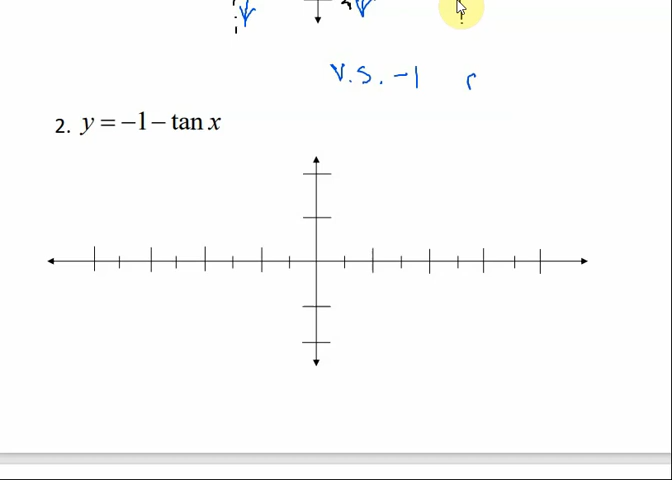 v.s. -1 r
2. y = −1 − tan x